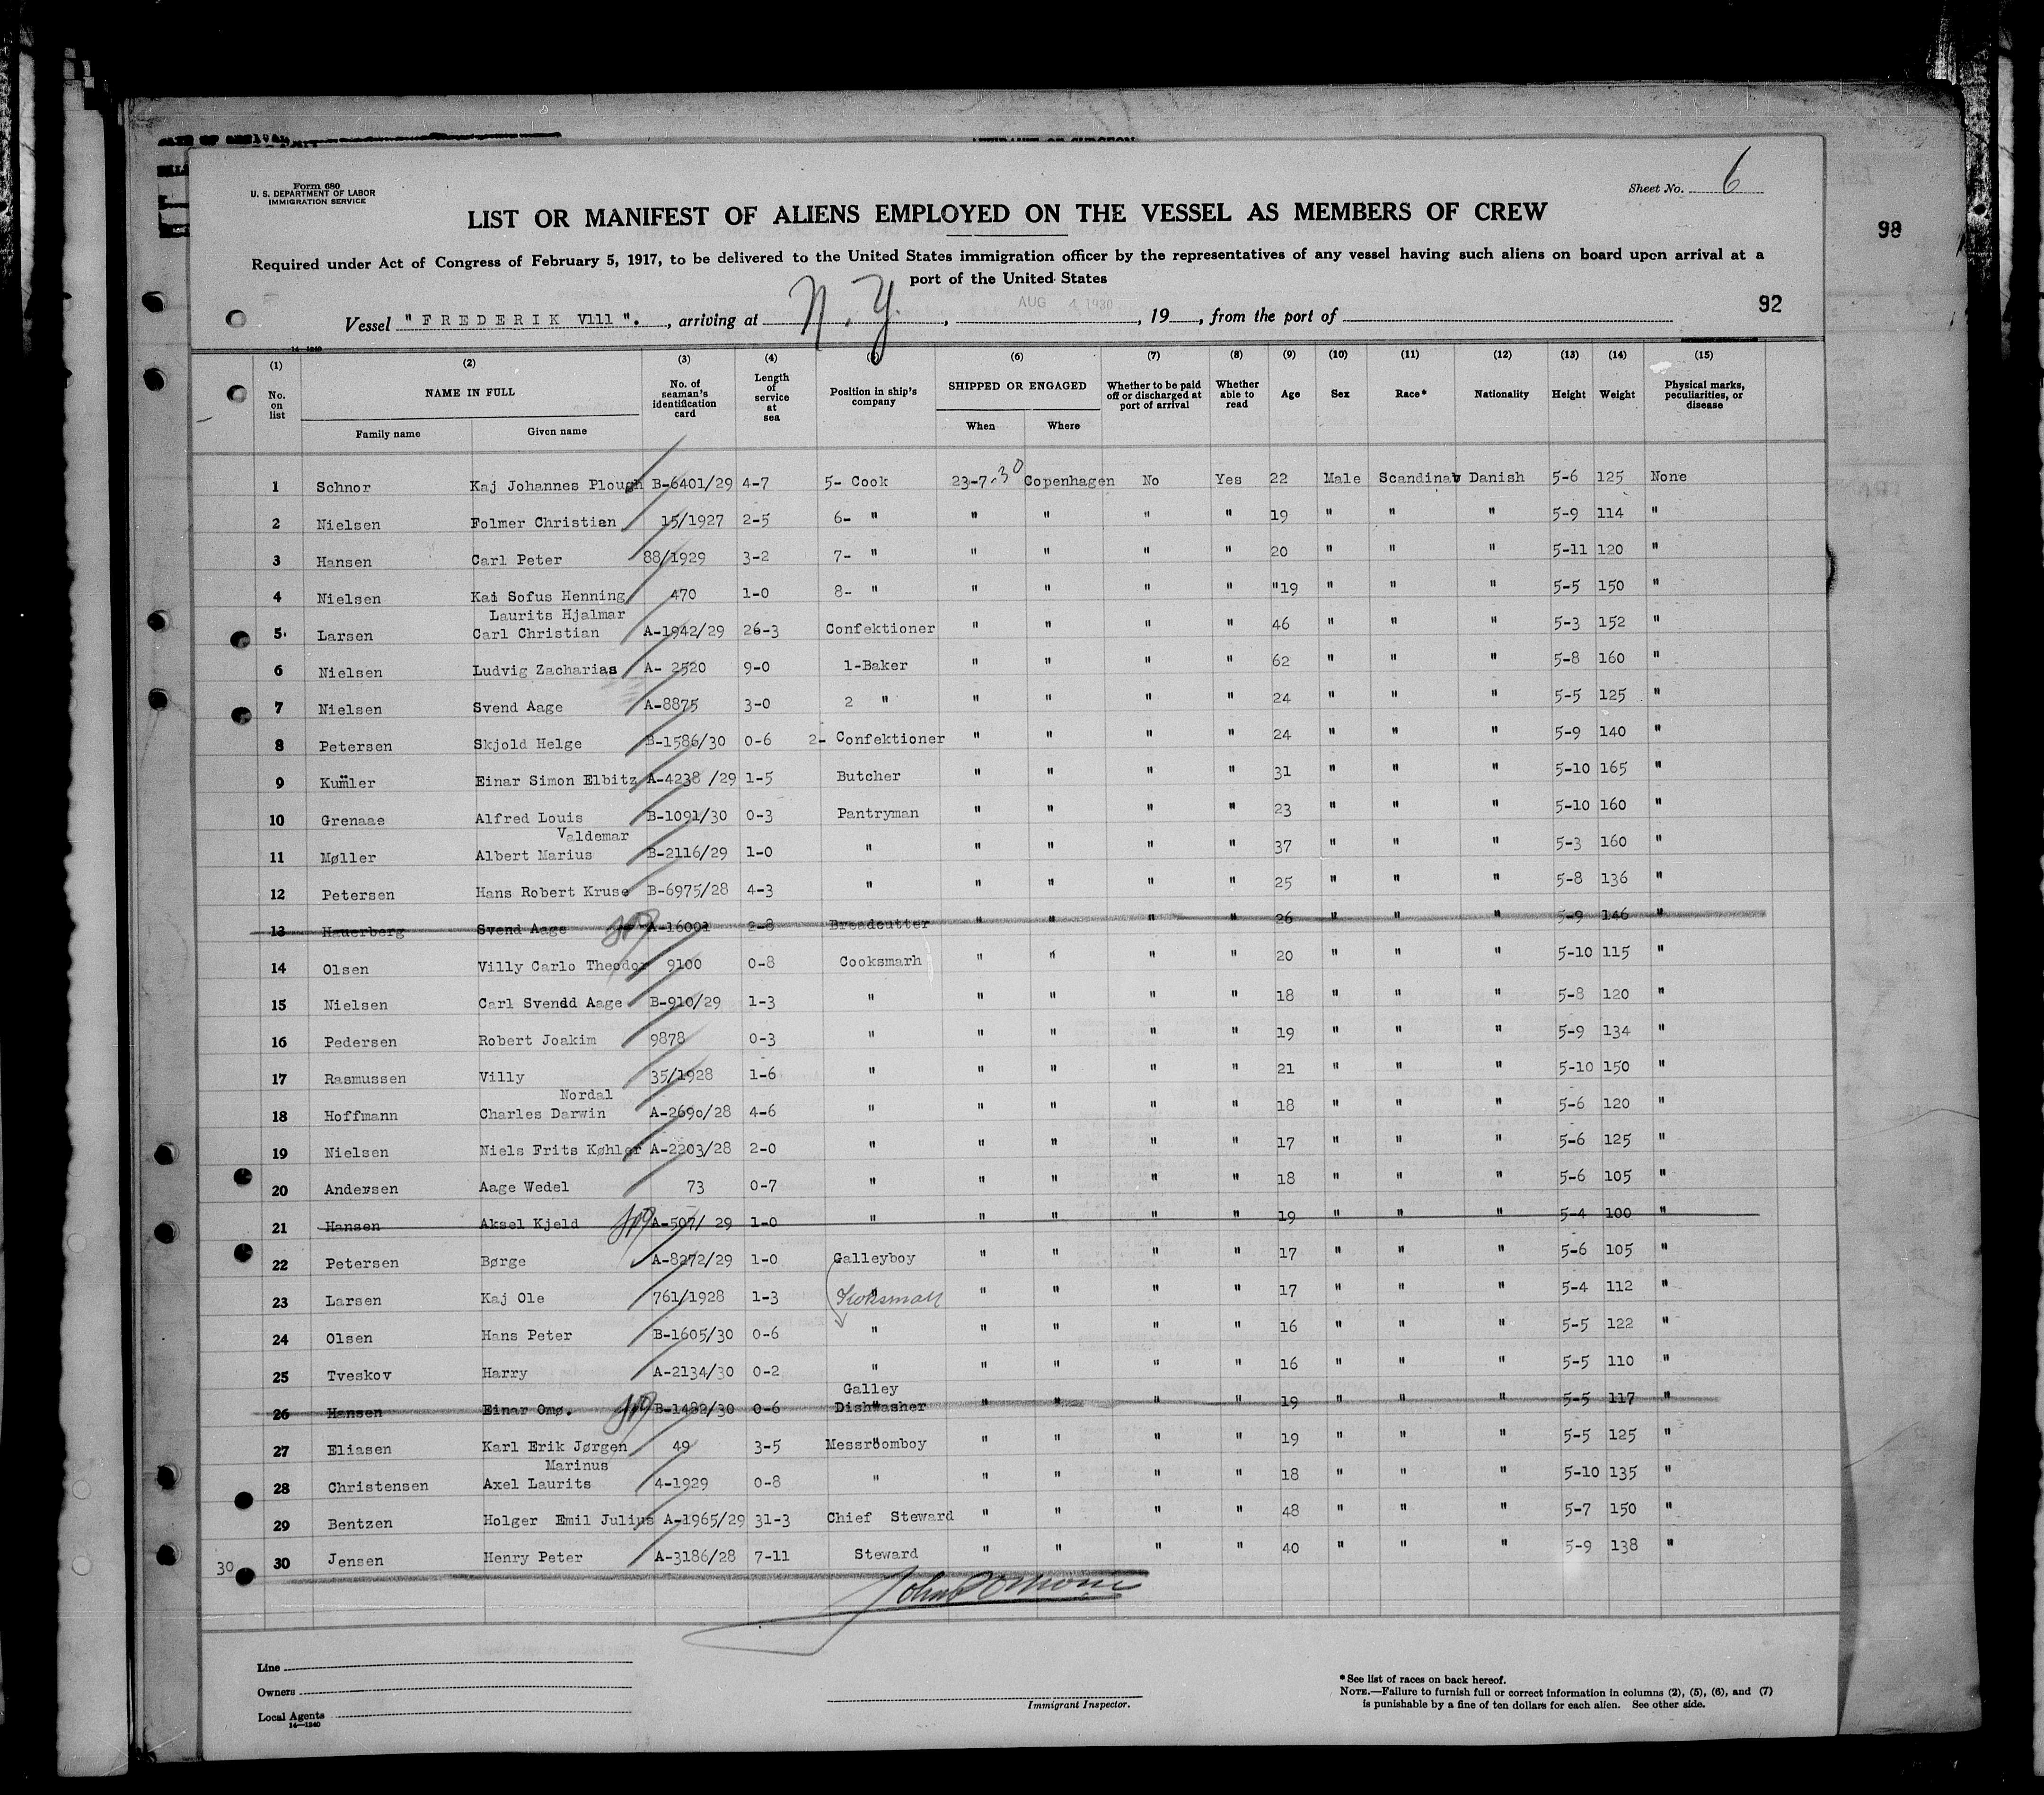 Form 680
U. S. DEPARTMENT OF LABOR
IMMIGRATION SERVICE
Sheet No. 6
LIST OR MANIFEST OF ALIENS EMPLOYED ON THE VESSEL AS MEMBERS OF CREW
98
Required under Act of Congress of February 5, 1917, to be delivered to the United States immigration officer by the representatives of any vessel having such aliens on board upon arrival at a
port of the United States
AUG 4 1930
92
Vessel " FREDERIK V111 ". , arriving at N. Y. , , 19 , from the port of
14—1240
(1) (2) (3) (4) (5) (6) (7) (8) (9) (10) (11) (12) (13) (14) (15)
No. on list NAME IN FULL No. of seaman's identification card Length of service at sea Position in ship's company SHIPPED OR ENGAGED Whether to be paid off or discharged at port of arrival Whether able to read Age Sex Race* Nationality Height Weight Physical marks, peculiarities, or disease
Family name Given name When Where
1 Schnor Kaj Johannes Plough B-6401/29 4-7 5- Cook 23-7-30 Copenhagen No Yes 22 Male Scandinav Danish 5-6 125 None
2 Nielsen Folmer Christian 15/1927 2-5 6- " " " " " 19 " " " 5-9 114 "
3 Hansen Carl Peter 88/1929 3-2 7- " " " " " 20 " " " 5-11 120 "
4 Nielsen Kai Sofus Henning 470 1-0 8- " " " " " "19 " " " 5-5 150 "
Laurits Hjalmar
5. Larsen Carl Christian A-1942/29 26-3 Confektioner " " " " 46 " " " 5-3 152 "
6 Nielsen Ludvig Zacharias A- 2520 9-0 1-Baker " " " " 62 " " " 5-8 160 "
7 Nielsen Svend Aage A-8875 3-0 2 " " " " " 24 " " " 5-5 125 "
8 Petersen Skjold Helge B-1586/30 0-6 2- Confektioner " " " " 24 " " " 5-9 140 "
9 Kumler Einar Simon Elbitz A-4238 /29 1-5 Butcher " " " " 31 " " " 5-10 165 "
10 Grenaae Alfred Louis B-1091/30 0-3 Pantryman " " " " 23 " " " 5-10 160 "
Valdemar
11 Møller Albert Marius B-2116/29 1-0 " " " " " 37 " " " 5-3 160 "
12 Petersen Hans Robert Kruse B-6975/28 4-3 " " " " " 25 " " " 5-8 136 "
13 Hauerberg Svend Aage A-16001 2-8 Breadcutter " " " " 26 " " " 5-9 146 "
14 Olsen Villy Carlo Theodor 9100 0-8 Cooksmarh " " " " 20 " " " 5-10 115 "
15 Nielsen Carl Svendd Aage B-910/29 1-3 " " " " " 18 " " " 5-8 120 "
16 Pedersen Robert Joakim 9878 0-3 " " " " " 19 " " " 5-9 134 "
17 Rasmussen Villy 35/1928 1-6 " " " " " 21 " " " 5-10 150 "
Nordal
18 Hoffmann Charles Darwin A-2690/28 4-6 " " " " " 18 " " " 5-6 120 "
19 Nielsen Niels Frits Køhler A-2203/28 2-0 " " " " " 17 " " " 5-6 125 "
20 Andersen Aage Wedel 73 0-7 " " " " " 18 " " " 5-6 105 "
21 Hansen Aksel Kjeld A-507/ 29 1-0 " " " " " 19 " " " 5-4 100 "
22 Petersen Børge A-8272/29 1-0 Galleyboy " " " " 17 " " " 5-6 105 "
23 Larsen Kaj Ole 761/1928 1-3 " " " " " 17 " " " 5-4 112 "
24 Olsen Hans Peter B-1605/30 0-6 " " " " " 16 " " " 5-5 122 "
25 Tveskov Harry A-2134/30 0-2 " " " " " 16 " " " 5-5 110 "
Galley
26 Hansen Einar Omø. B-1482/30 0-6 Dishwasher " " " " 19 " " " 5-5 117 "
27 Eliasen Karl Erik Jørgen 49 3-5 Messroomboy " " " " 19 " " " 5-5 125 "
Marinus
28 Christensen Axel Laurits 4-1929 0-8 " " " " " 18 " " " 5-10 135 "
29 Bentzen Holger Emil Julius A-1965/29 31-3 Chief Steward " " " " 48 " " " 5-7 150 "
30 30 Jensen Henry Peter A-3186/28 7-11 Steward " " " " 40 " " " 5-9 138 "
Line
Owners
Local Agents
14—1240
Immigrant Inspector.
*See list of races on back hereof.
NOTE.—Failure to furnish full or correct information in columns (2), (5), (6), and (7)
is punishable by a fine of ten dollars for each alien. See other side.